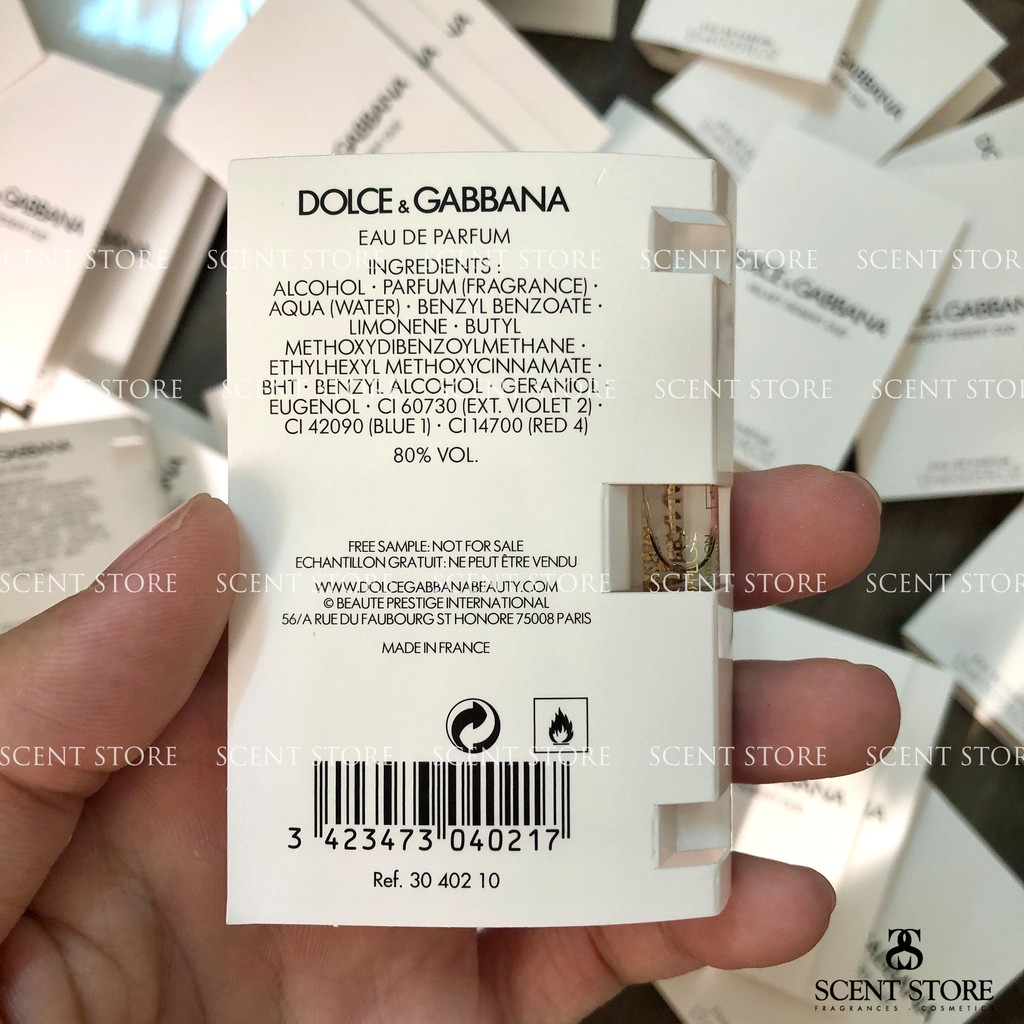 DOLCE & GABBANA
EAU DE PARFUM
INGREDIENTS :
ALCOHOL · PARFUM (FRAGRANCE) ·
AQUA (WATER) · BENZYL BENZOATE ·
LIMONENE · BUTYL
METHOXYDIBENZOYLMETHANE ·
ETHYLHEXYL METHOXYCINNAMATE ·
BHT · BENZYL ALCOHOL · GERANIOL ·
EUGENOL · CI 60730 (EXT. VIOLET 2) ·
CI 42090 (BLUE 1) · CI 14700 (RED 4)
80% VOL.
FREE SAMPLE: NOT FOR SALE
ECHANTILLON GRATUIT : NE PEUT ÊTRE VENDU
WWW.DOLCEGABBANABEAUTY.COM
© BEAUTE PRESTIGE INTERNATIONAL
56/A RUE DU FAUBOURG ST HONORE 75008 PARIS
MADE IN FRANCE
3 423473 040217
Ref. 30 402 10
SCENT STORE
FRAGRANCES - COSMETICS